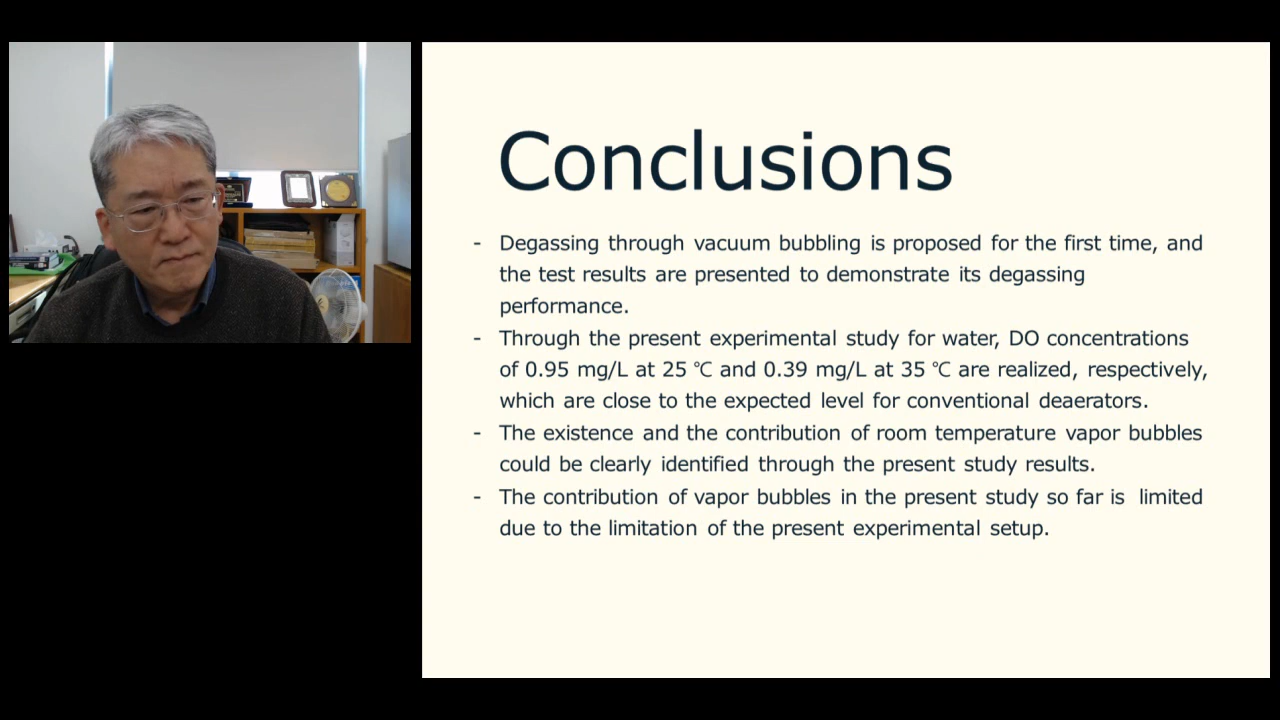 Conclusions
- Degassing through vacuum bubbling is proposed for the first time, and
the test results are presented to demonstrate its degassing
performance.
- Through the present experimental study for water, DO concentrations
of 0.95 mg/L at 25 ℃ and 0.39 mg/L at 35 ℃ are realized, respectively,
which are close to the expected level for conventional deaerators.
- The existence and the contribution of room temperature vapor bubbles
could be clearly identified through the present study results.
- The contribution of vapor bubbles in the present study so far is  limited
due to the limitation of the present experimental setup.